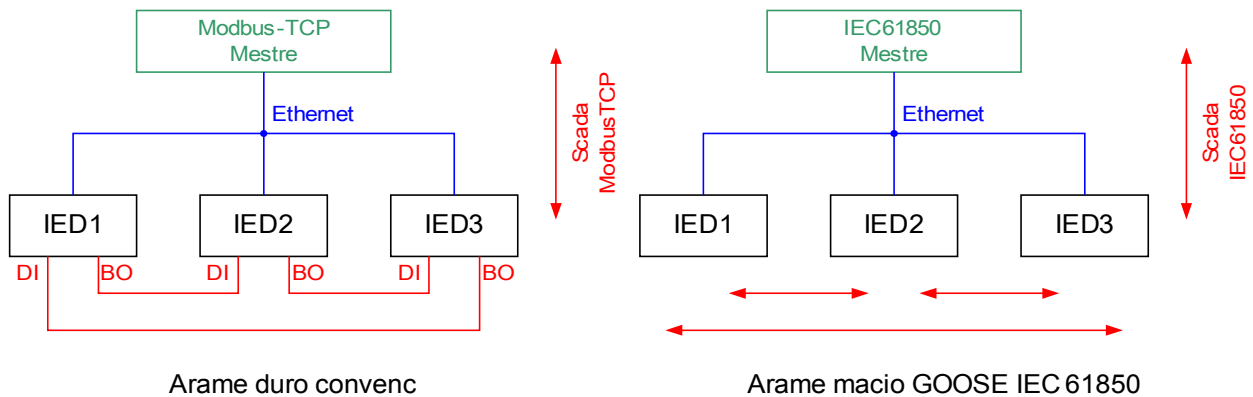 Modbus-TCP
Mestre
Ethernet
Scada
ModbusTCP
IED1
IED2
IED3
DI
BO
DI
BO
DI
BO
Arame duro convenc
IEC61850
Mestre
Ethernet
Scada
IEC61850
IED1
IED2
IED3
Arame macio GOOSE IEC 61850